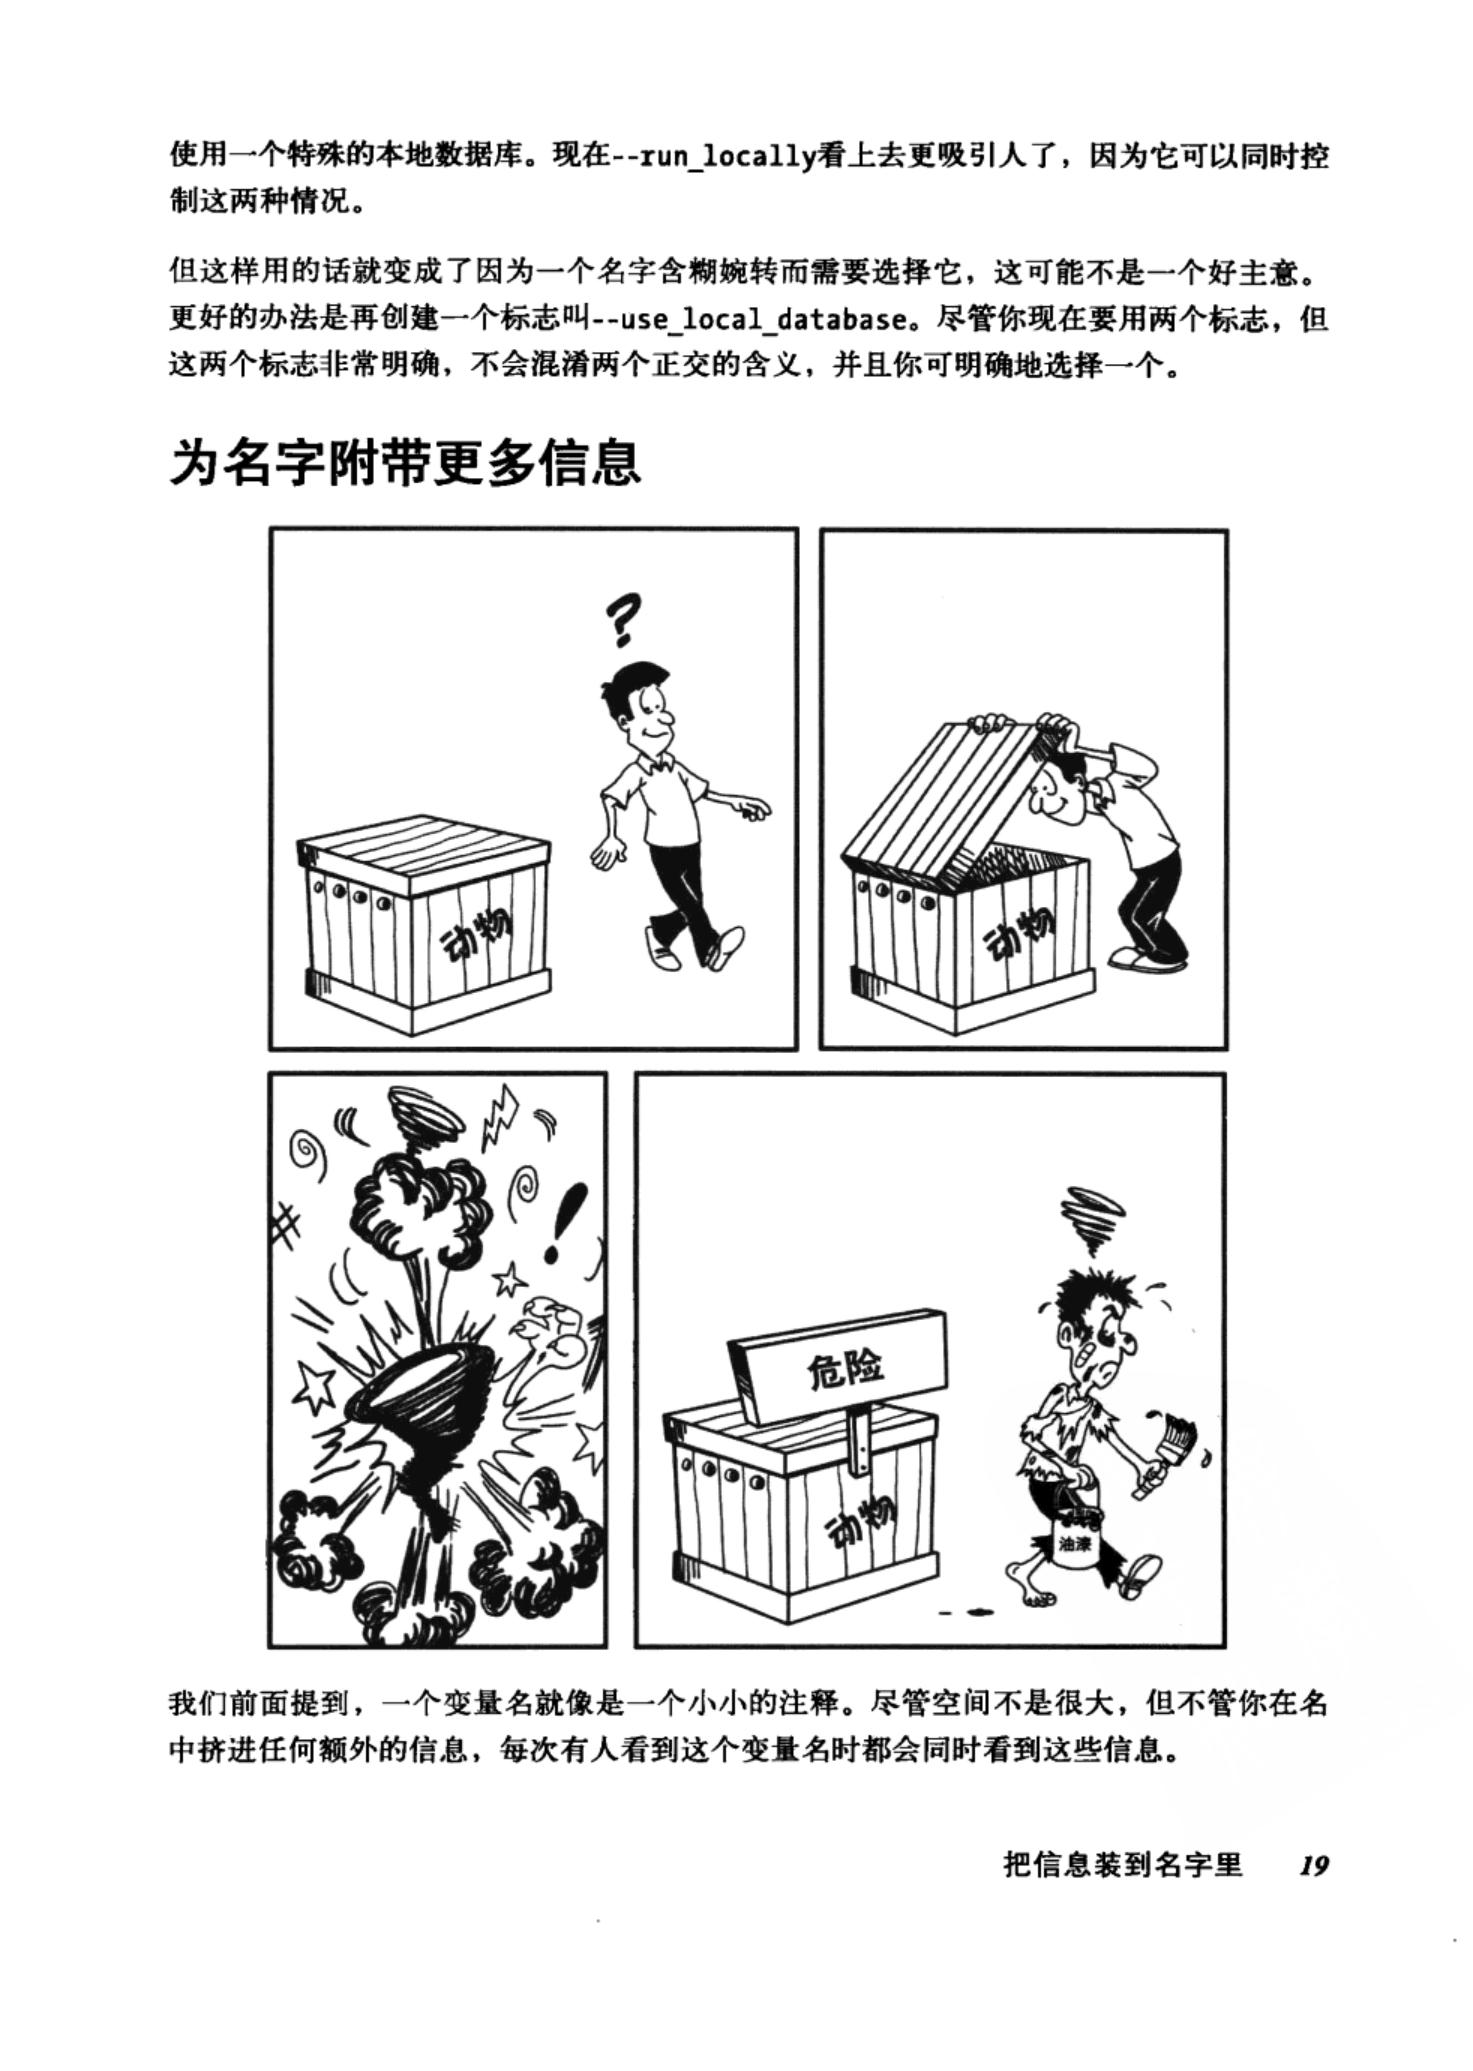 使用一个特殊的本地数据库。现在--run_locally看上去更吸引人了，因为它可以同时控
制这两种情况。
但这样用的话就变成了因为一个名字含糊婉转而需要选择它，这可能不是一个好主意。
更好的办法是再创建一个标志叫--use_local_database。尽管你现在要用两个标志，但
这两个标志非常明确，不会混淆两个正交的含义，并且你可明确地选择一个。
为名字附带更多信息
?
动物
动物
!
危险
动物
油漆
我们前面提到，一个变量名就像是一个小小的注释。尽管空间不是很大，但不管你在名
中挤进任何额外的信息，每次有人看到这个变量名时都会同时看到这些信息。
把信息装到名字里 19